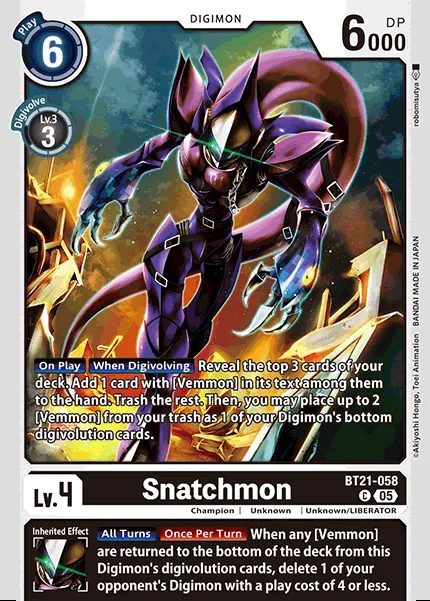 DIGIMON
Play
6
6000
DP
robomisutya
Digivolve
Lv.3
3
On Play When Digivolving Reveal the top 3 cards of your
deck. Add 1 card with [Vemmon] in its text among them
to the hand. Trash the rest. Then, you may place up to 2
[Vemmon] from your trash as 1 of your Digimon's bottom
digivolution cards.
©Akiyoshi Hongo, Toei Animation BANDAI MADE IN JAPAN
Lv.4
Snatchmon
BT21-058
C 05
Champion | Unknown | Unknown/LIBERATOR
Inherited Effect
All Turns Once Per Turn When any [Vemmon]
are returned to the bottom of the deck from this
Digimon's digivolution cards, delete 1 of your
opponent's Digimon with a play cost of 4 or less.